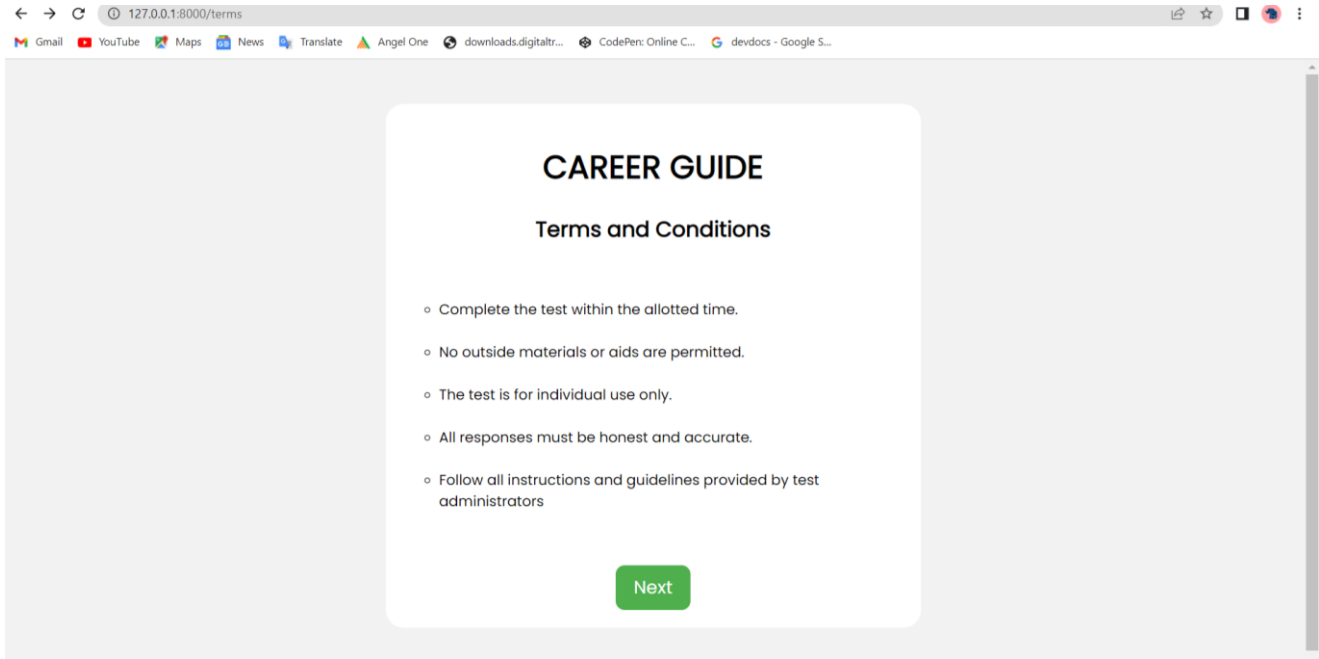 127.0.0.1:8000/terms
Gmail YouTube Maps News Translate Angel One downloads.digitaltr... CodePen: Online C... devdocs - Google S...
CAREER GUIDE
Terms and Conditions
Complete the test within the allotted time.
No outside materials or aids are permitted.
The test is for individual use only.
All responses must be honest and accurate.
Follow all instructions and guidelines provided by test
administrators
Next